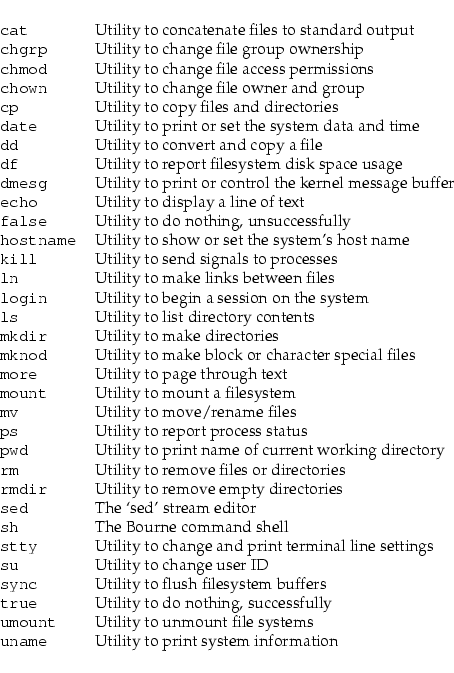 cat Utility to concatenate files to standard output
chgrp Utility to change file group ownership
chmod Utility to change file access permissions
chown Utility to change file owner and group
cp Utility to copy files and directories
date Utility to print or set the system data and time
dd Utility to convert and copy a file
df Utility to report filesystem disk space usage
dmesg Utility to print or control the kernel message buffer
echo Utility to display a line of text
false Utility to do nothing, unsuccessfully
hostname Utility to show or set the system’s host name
kill Utility to send signals to processes
ln Utility to make links between files
login Utility to begin a session on the system
ls Utility to list directory contents
mkdir Utility to make directories
mknod Utility to make block or character special files
more Utility to page through text
mount Utility to mount a filesystem
mv Utility to move/rename files
ps Utility to report process status
pwd Utility to print name of current working directory
rm Utility to remove files or directories
rmdir Utility to remove empty directories
sed The ‘sed’ stream editor
sh The Bourne command shell
stty Utility to change and print terminal line settings
su Utility to change user ID
sync Utility to flush filesystem buffers
true Utility to do nothing, successfully
umount Utility to unmount file systems
uname Utility to print system information